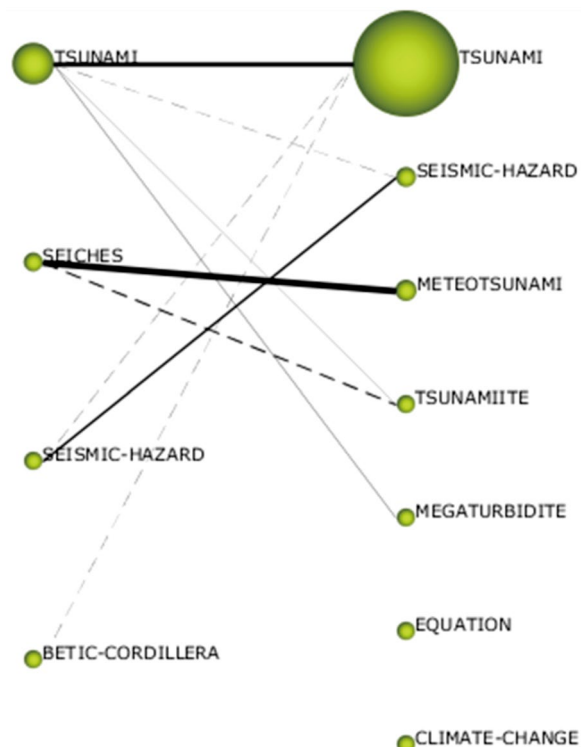 TSUNAMI
TSUNAMI
SEISMIC-HAZARD
SEICHES
METEOTSUNAMI
TSUNAMIITE
SEISMIC-HAZARD
MEGATURBIDITE
EQUATION
BETIC-CORDILLERA
CLIMATE-CHANGE